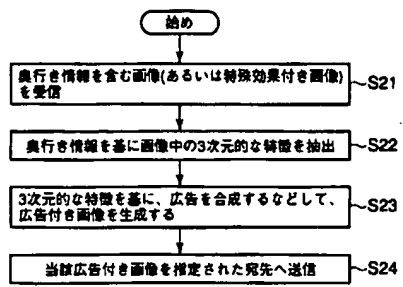 始め
奥行き情報を含む画像(あるいは特殊効果付き画像)
を受信
S21
奥行き情報を基に画像中の3次元的な特徴を抽出
S22
3次元的な特徴を基に、広告を合成するなどして、
広告付き画像を生成する
S23
当該広告付き画像を指定された宛先へ送信
S24